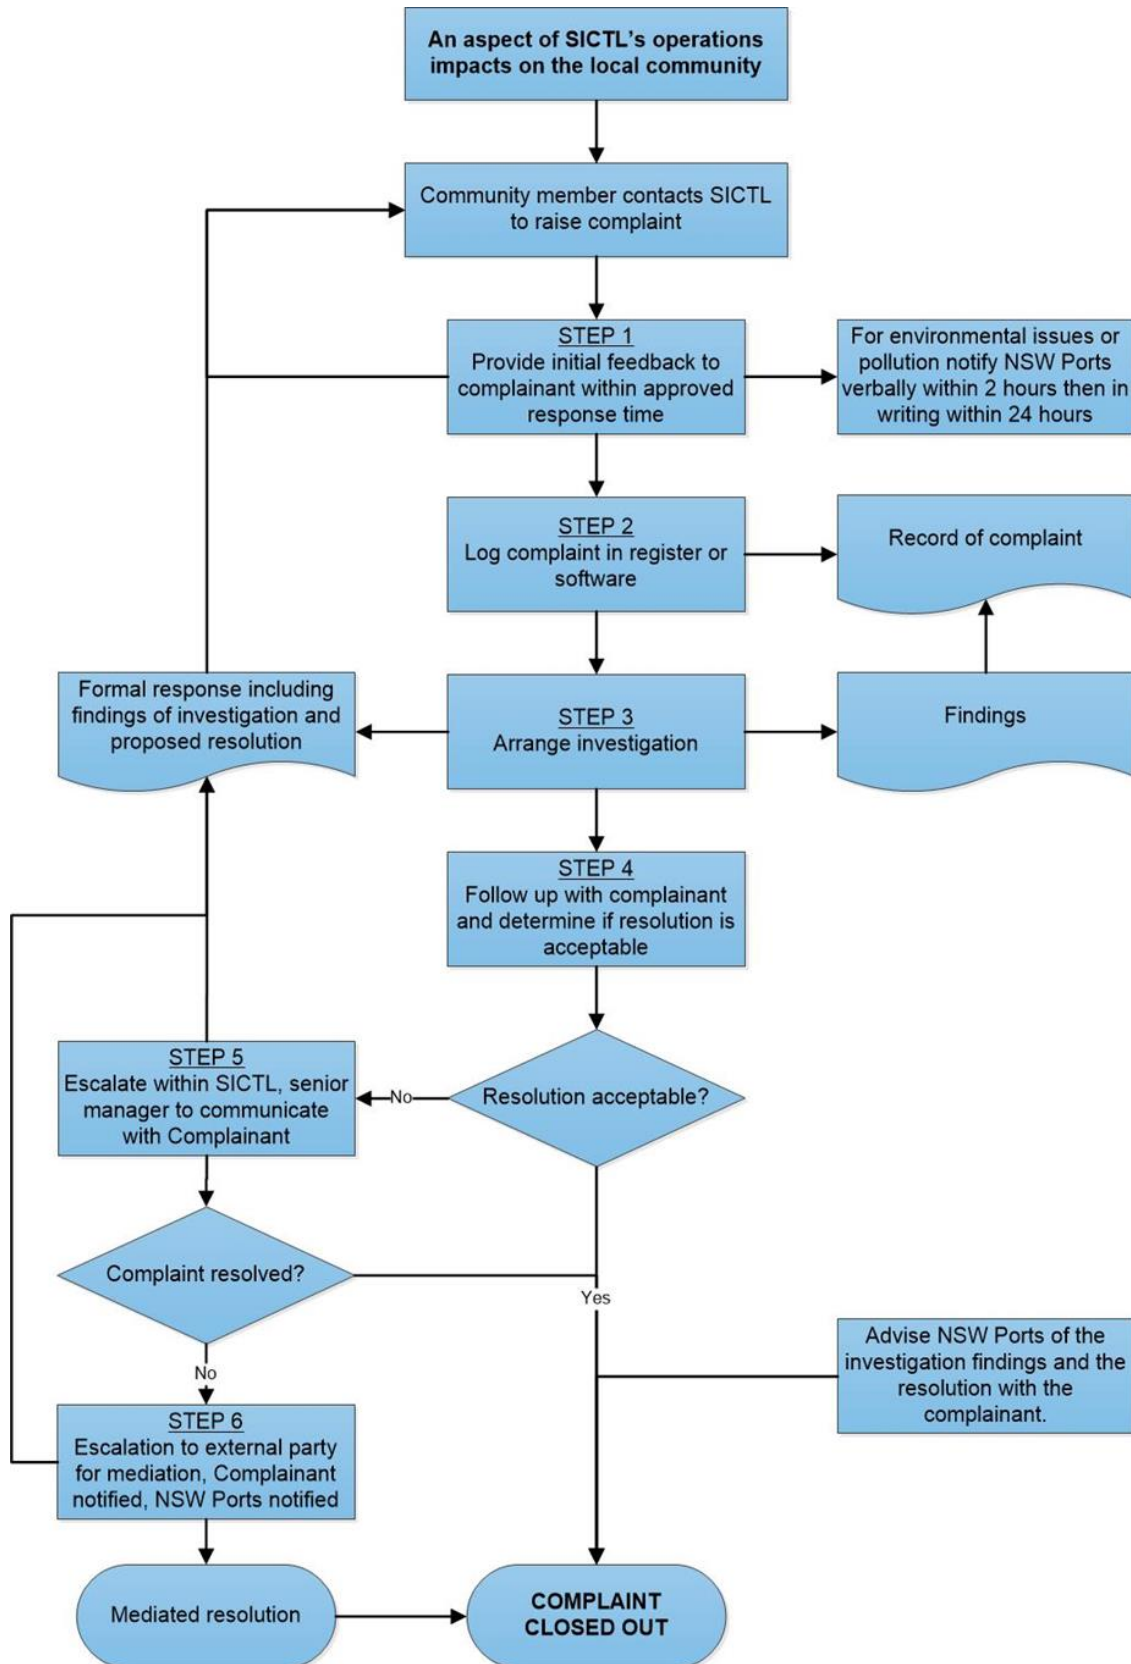 An aspect of SICTL's operations
impacts on the local community
Community member contacts SICTL
to raise complaint
STEP 1
Provide initial feedback to
complainant within approved
response time
For environmental issues or
pollution notify NSW Ports
verbally within 2 hours then in
writing within 24 hours
STEP 2
Log complaint in register or
software
Record of complaint
Formal response including
findings of investigation and
proposed resolution
STEP 3
Arrange investigation
Findings
STEP 4
Follow up with complainant
and determine if resolution is
acceptable
STEP 5
Escalate within SICTL, senior
manager to communicate
with Complainant
No
Resolution acceptable?
Complaint resolved?
Yes
No
Advise NSW Ports of the
investigation findings and the
resolution with the
complainant.
STEP 6
Escalation to external party
for mediation, Complainant
notified, NSW Ports notified
Mediated resolution
COMPLAINT
CLOSED OUT